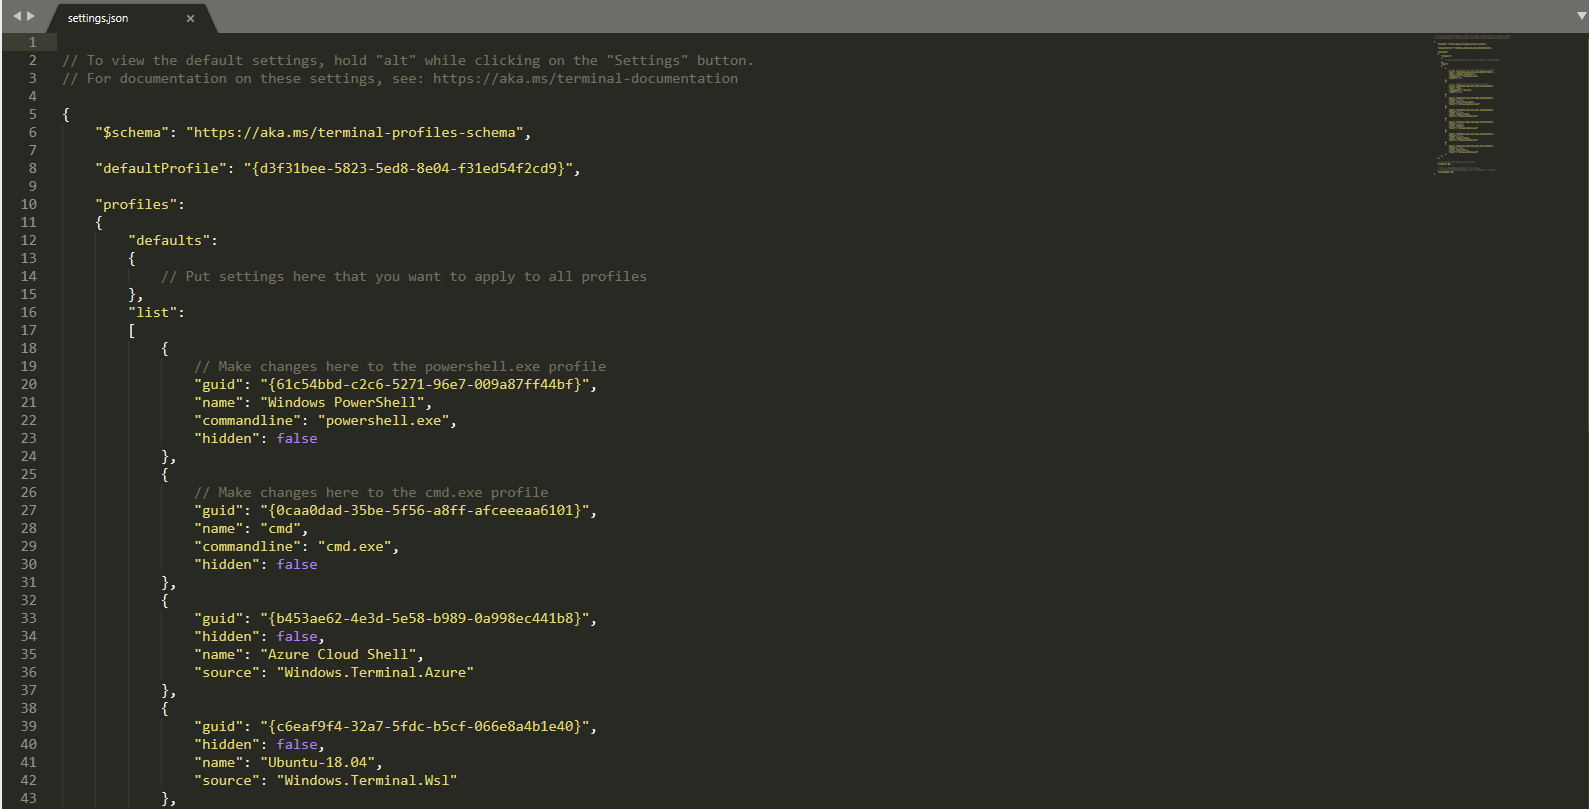 settings.json
1
2 // To view the default settings, hold "alt" while clicking on the "Settings" button.
3 // For documentation on these settings, see: https://aka.ms/terminal-documentation
4
5 {
6 "$schema": "https://aka.ms/terminal-profiles-schema",
7
8 "defaultProfile": "{d3f31bee-5823-5ed8-8e04-f31ed54f2cd9}",
9
10 "profiles":
11 {
12 "defaults":
13 {
14 // Put settings here that you want to apply to all profiles
15 },
16 "list":
17 [
18 {
19 // Make changes here to the powershell.exe profile
20 "guid": "{61c54bbd-c2c6-5271-96e7-009a87ff44bf}",
21 "name": "Windows PowerShell",
22 "commandline": "powershell.exe",
23 "hidden": false
24 },
25 {
26 // Make changes here to the cmd.exe profile
27 "guid": "{0caa0dad-35be-5f56-a8ff-afceeeaa6101}",
28 "name": "cmd",
29 "commandline": "cmd.exe",
30 "hidden": false
31 },
32 {
33 "guid": "{b453ae62-4e3d-5e58-b989-0a998ec441b8}",
34 "hidden": false,
35 "name": "Azure Cloud Shell",
36 "source": "Windows.Terminal.Azure"
37 },
38 {
39 "guid": "{c6eaf9f4-32a7-5fdc-b5cf-066e8a4b1e40}",
40 "hidden": false,
41 "name": "Ubuntu-18.04",
42 "source": "Windows.Terminal.Wsl"
43 },